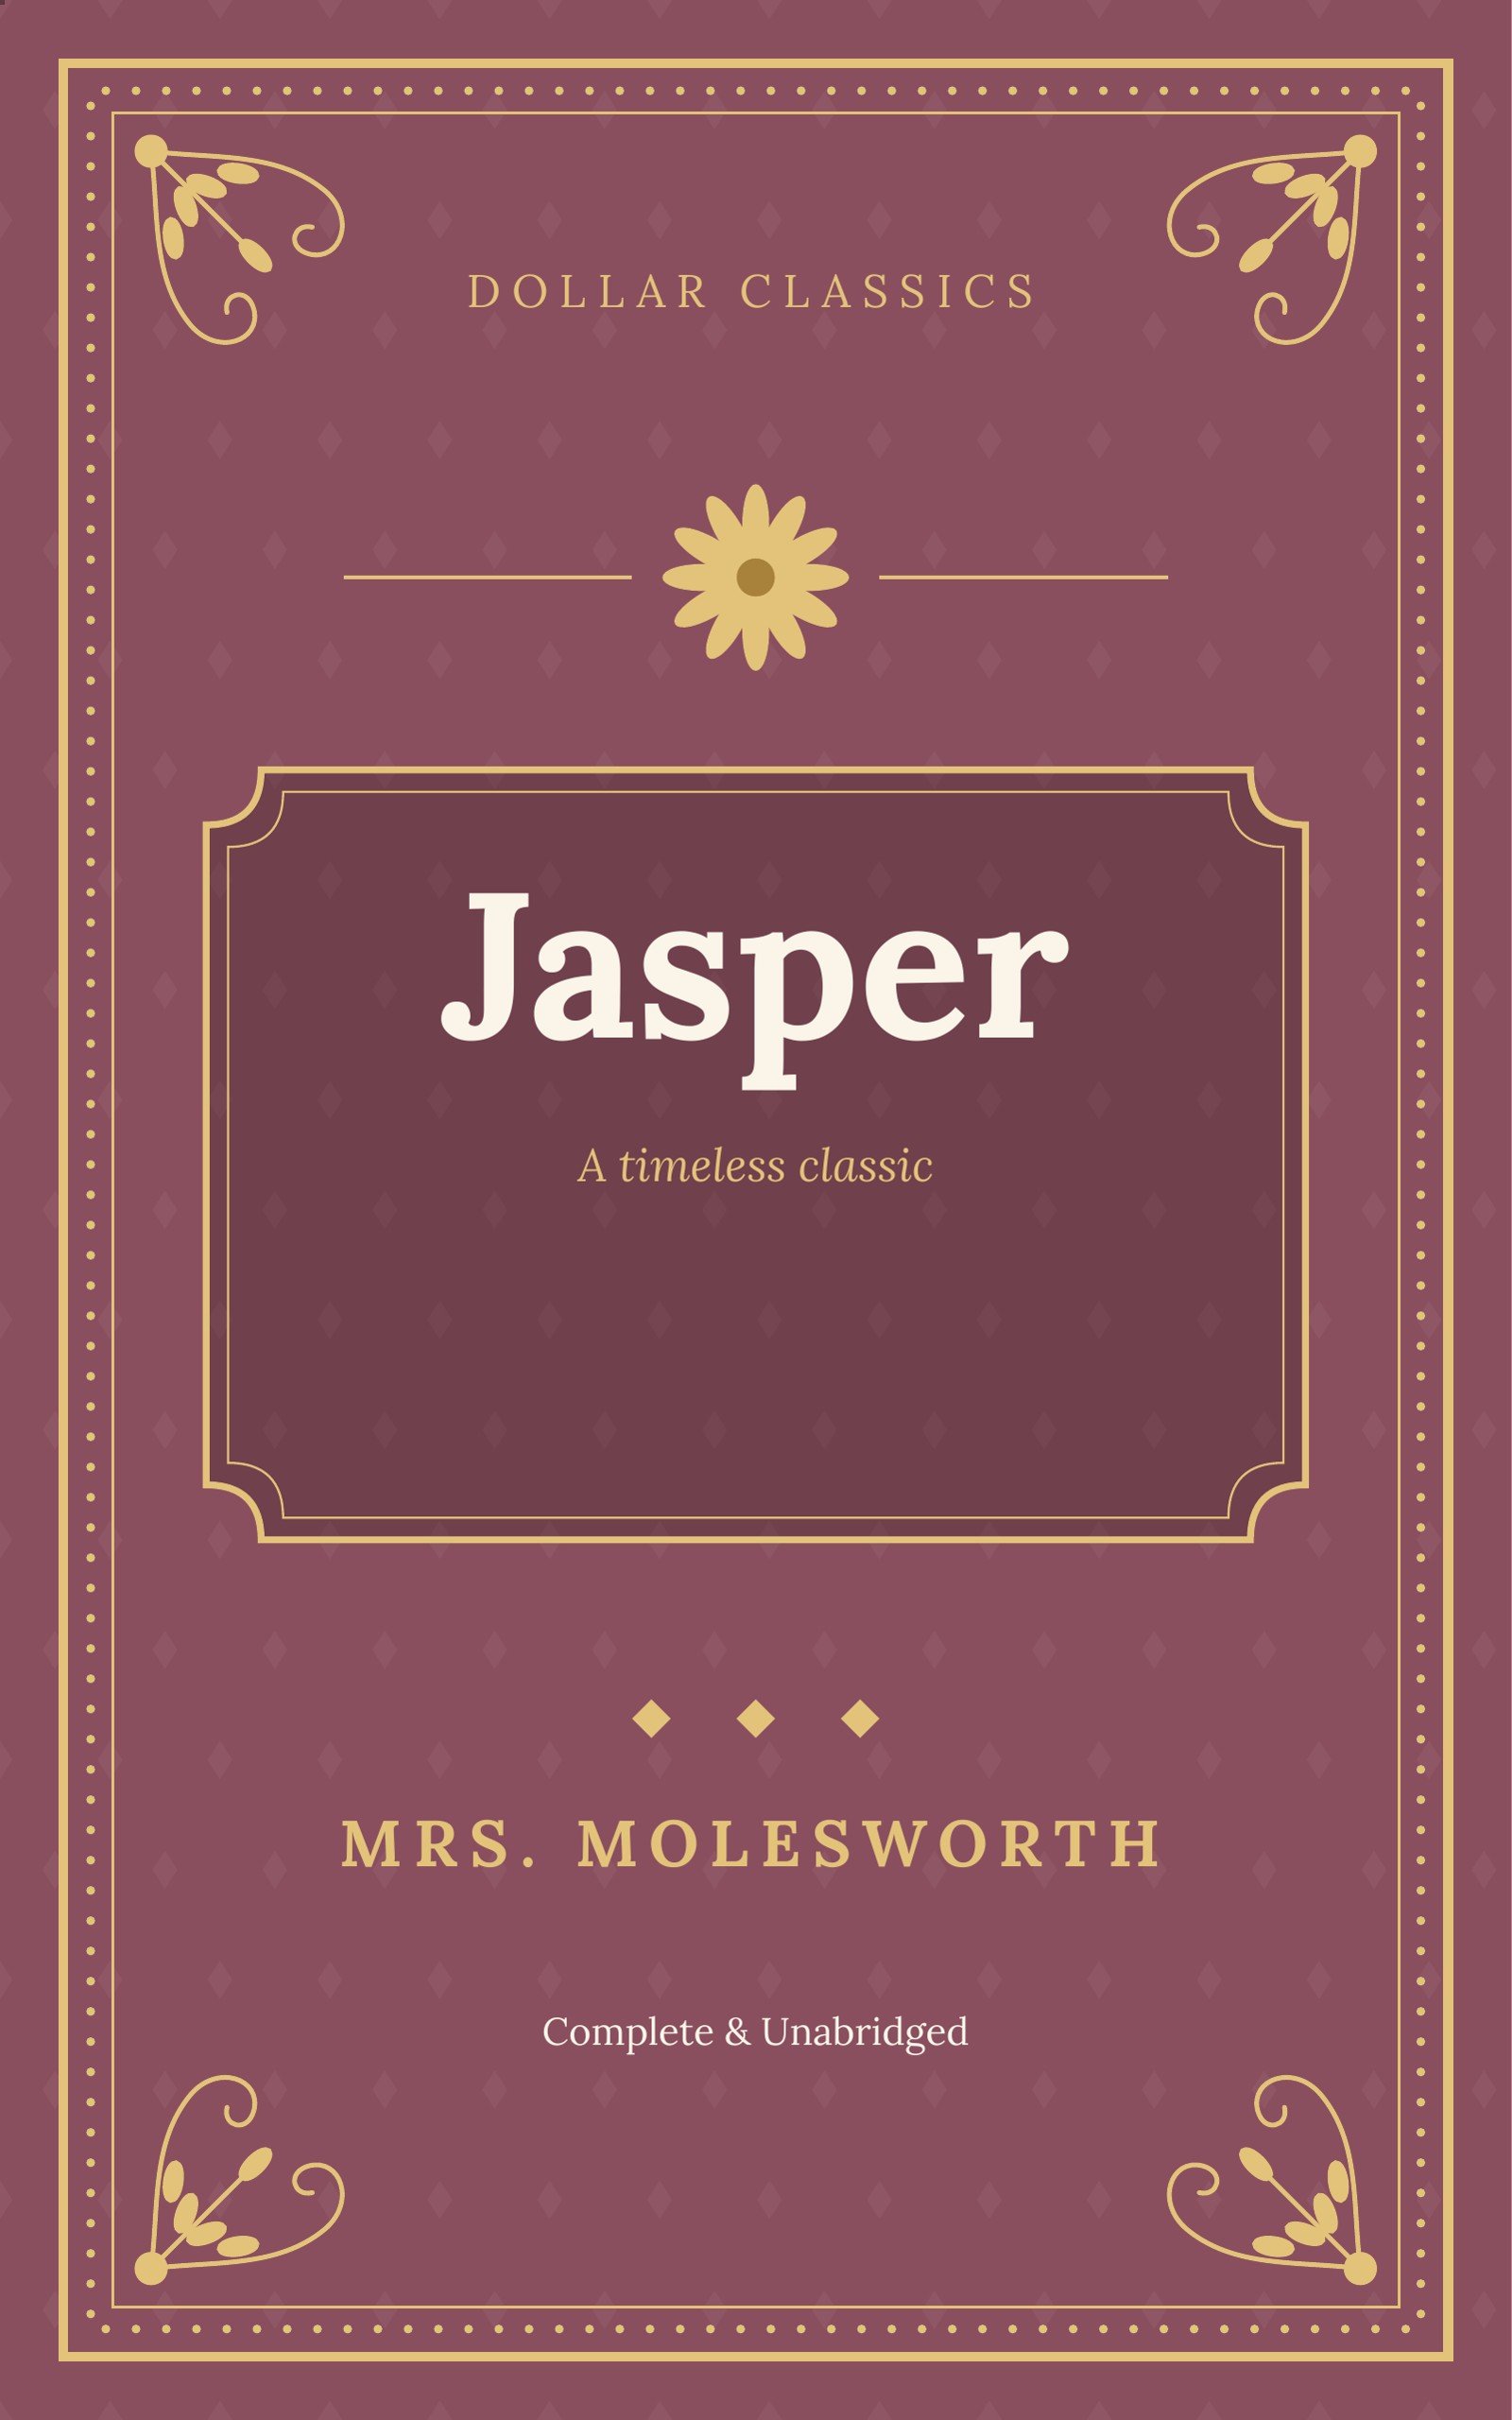 DOLLAR CLASSICS
Jasper
A timeless classic
MRS. MOLESWORTH
Complete & Unabridged